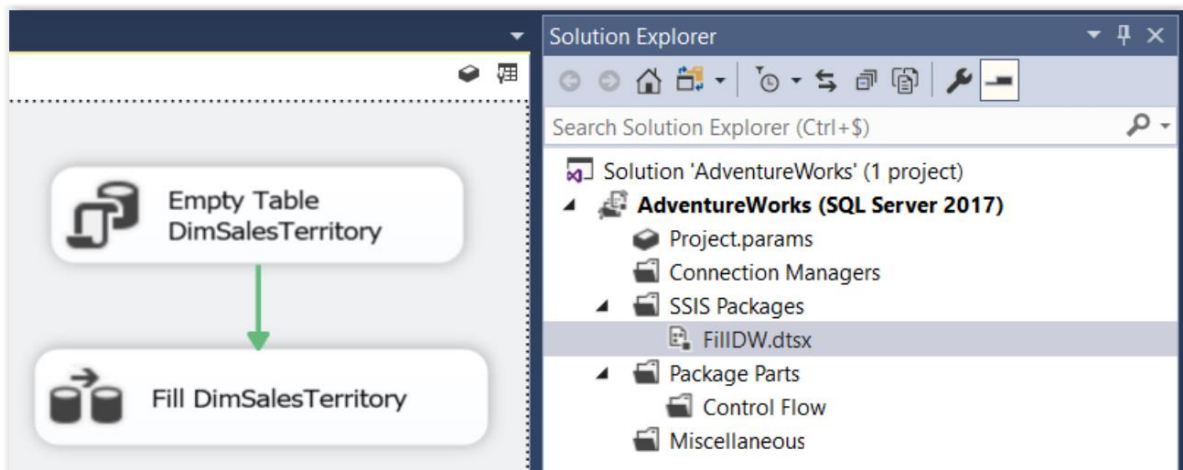 Empty Table
DimSalesTerritory
Fill DimSalesTerritory
Solution Explorer
Search Solution Explorer (Ctrl+$)
Solution 'AdventureWorks' (1 project)
AdventureWorks (SQL Server 2017)
Project.params
Connection Managers
SSIS Packages
FillDW.dtsx
Package Parts
Control Flow
Miscellaneous